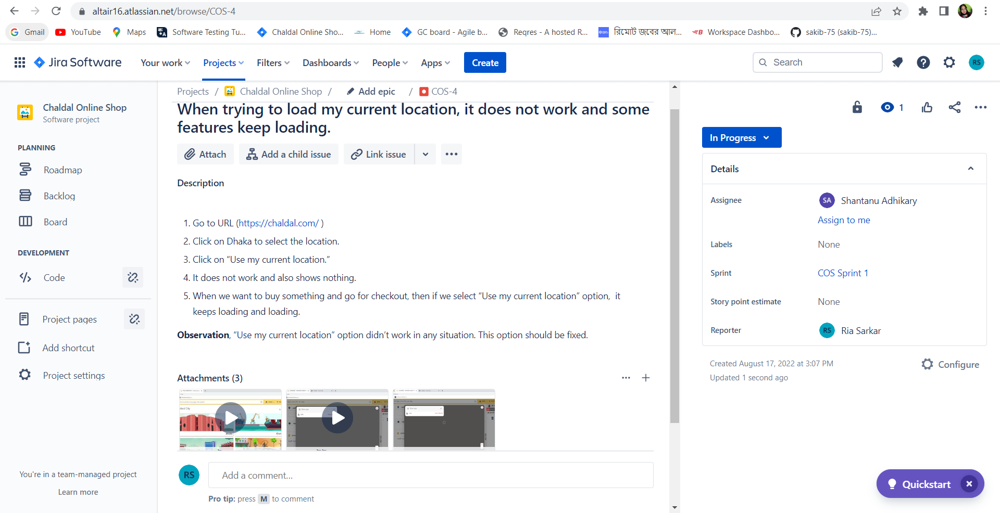 altair16.atlassian.net/browse/COS-4
Gmail
YouTube
Maps
Software Testing Tu...
Chaldal Online Sho...
Home
GC board - Agile b...
Reqres - A hosted R...
রিমোট জবের আল...
Workspace Dashbo...
sakib-75 (sakib-75)...
Jira Software
Your work
Projects
Filters
Dashboards
People
Apps
Create
Search
RS
Chaldal Online Shop
Software project
PLANNING
Roadmap
Backlog
Board
DEVELOPMENT
Code
Project pages
Add shortcut
Project settings
You're in a team-managed project
Learn more
Projects / Chaldal Online Shop / Add epic / COS-4
When trying to load my current location, it does not work and some
features keep loading.
Attach
Add a child issue
Link issue
Description
1. Go to URL (https://chaldal.com/ )
2. Click on Dhaka to select the location.
3. Click on “Use my current location.”
4. It does not work and also shows nothing.
5. When we want to buy something and go for checkout, then if we select “Use my current location” option, it
keeps loading and loading.
Observation, “Use my current location” option didn’t work in any situation. This option should be fixed.
Attachments (3)
RS
Add a comment...
Pro tip: press M to comment
1
In Progress
Details
Assignee
SA Shantanu Adhikary
Assign to me
Labels
None
Sprint
COS Sprint 1
Story point estimate
None
Reporter
RS Ria Sarkar
Created August 17, 2022 at 3:07 PM
Updated 1 second ago
Configure
Quickstart